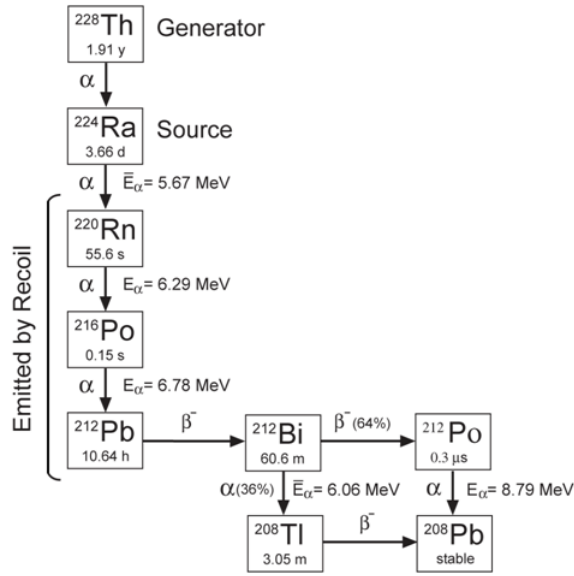 ²²⁸Th Generator
1.91 y
α
²²⁴Ra Source
3.66 d
α Ēα= 5.67 MeV
Emitted by Recoil
²²⁰Rn
55.6 s
α Eα= 6.29 MeV
²¹⁶Po
0.15 s
α Eα= 6.78 MeV
²¹²Pb β⁻ ²¹²Bi β⁻(64%) ²¹²Po
10.64 h 60.6 m 0.3 μs
α(36%) Ēα= 6.06 MeV α Eα= 8.79 MeV
²⁰⁸Tl β⁻ ²⁰⁸Pb
3.05 m stable